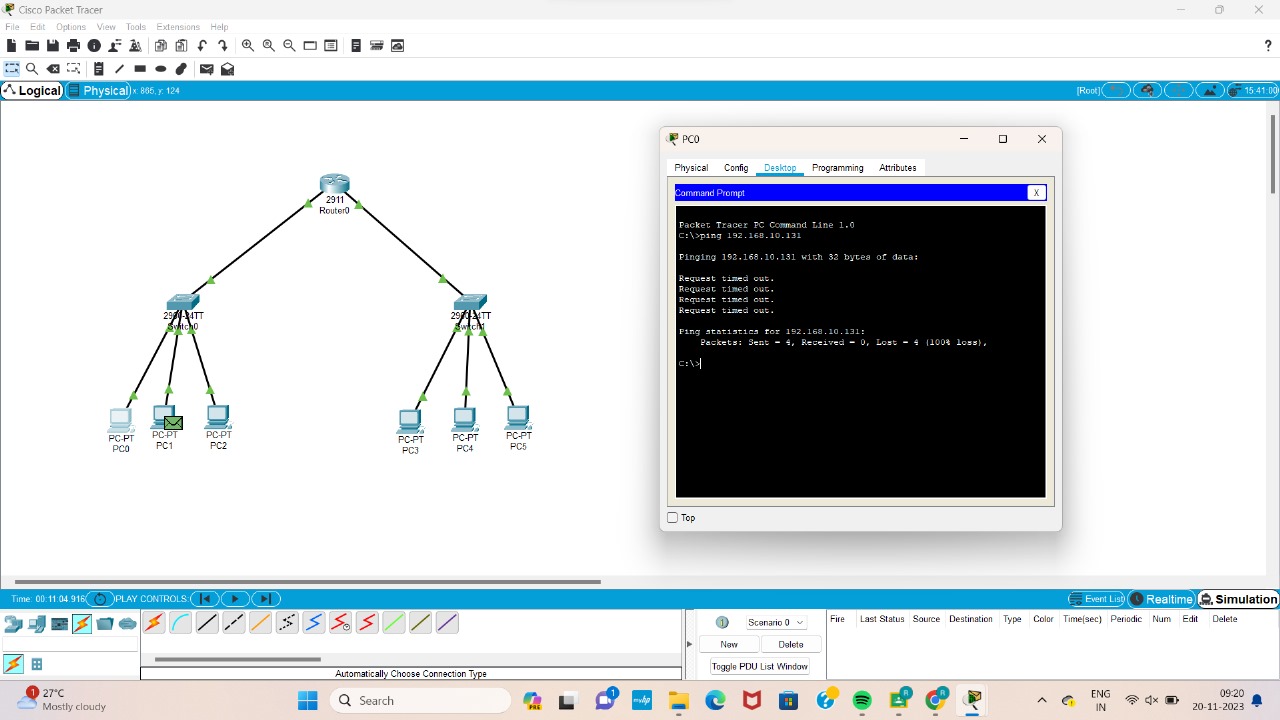 Cisco Packet Tracer
File Edit Options View Tools Extensions Help
?
Logical Physical x: 865, y: 124 [Root] 15:41:00
2911
Router0
Switch0
Switch1
PC-PT
PC0
PC-PT
PC1
PC-PT
PC2
PC-PT
PC3
PC-PT
PC4
PC-PT
PC5
PC0
Physical Config Desktop Programming Attributes
Command Prompt X
Packet Tracer PC Command Line 1.0
C:\>ping 192.168.10.131
Pinging 192.168.10.131 with 32 bytes of data:
Request timed out.
Request timed out.
Request timed out.
Request timed out.
Ping statistics for 192.168.10.131:
Packets: Sent = 4, Received = 0, Lost = 4 (100% loss),
C:\>
Top
Time: 00:11:04.916 PLAY CONTROLS: Event List Realtime Simulation
Scenario 0
New Delete
Toggle PDU List Window
Fire Last Status Source Destination Type Color Time(sec) Periodic Num Edit Delete
Automatically Choose Connection Type
1 27°C
Mostly cloudy
Search
PRE
1
myhp
R
R
ENG
IN
09:20
20-11-2023